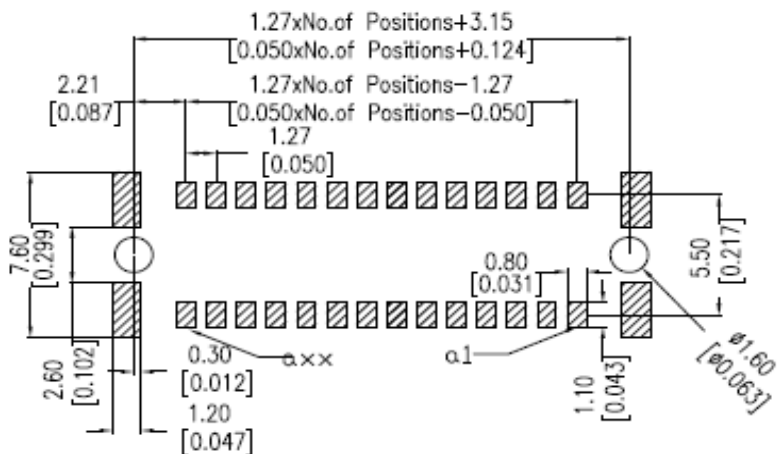 1.27xNo.of Positions+3.15
[0.050xNo.of Positions+0.124]
2.21
[0.087]
1.27xNo.of Positions-1.27
[0.050xNo.of Positions-0.050]
1.27
[0.050]
7.60
[0.299]
0.80
[0.031]
5.50
[0.217]
axx
a1
2.60
[0.102]
0.30
[0.012]
1.20
[0.047]
1.10
[0.043]
ø1.60
[ø0.063]